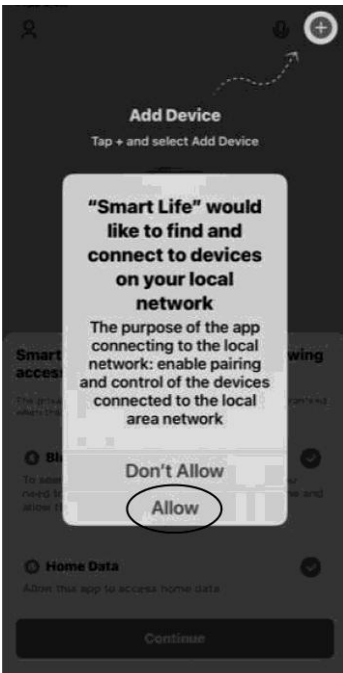 Add Device
Tap + and select Add Device
“Smart Life” would
like to find and
connect to devices
on your local
network
The purpose of the app
connecting to the local
network: enable pairing
and control of the devices
connected to the local
area network
Don't Allow
Allow
Smart
wing
access
Home Data
Allow this app to access home data
Continue